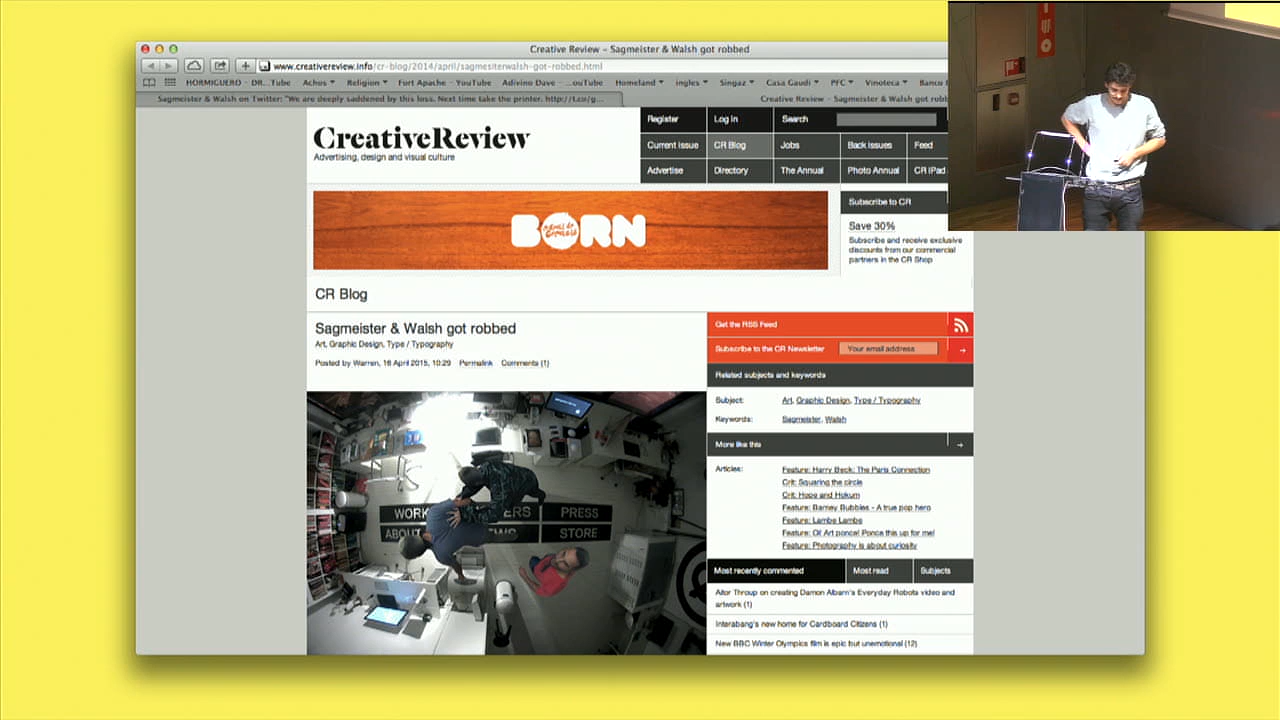 Creative Review – Sagmeister & Walsh got robbed
www.creativereview.info/cr-blog/2014/april/sagmesiterwalsh-got-robbed.html
HORMIGUERO - DR...Tube Achos Religion Fort Apache - YouTube Adivino Dave ...ouTube Homeland ingles Singaz Casa Gaudi PFC Vinoteca Banco
Sagmeister & Walsh on Twitter: "We are deeply saddened by this loss. Next time take the printer. http://t.co/g...
Creative Review – Sagmeister & Walsh got robb
CreativeReview
Advertising, design and visual culture
Register Log in Search
Current Issue CR Blog Jobs Back Issues Feed
Advertise Directory The Annual Photo Annual CR iPad
BORN
Subscribe to CR
Save 30%
Subscribe and receive exclusive
discounts from our commercial
partners in the CR Shop
CR Blog
Sagmeister & Walsh got robbed
Art, Graphic Design, Type / Typography
Posted by Warren, 16 April 2015, 10:29 Permalink Comments (1)
Get the RSS Feed
Subscribe to the CR Newsletter Your email address
Related subjects and keywords
Subject: Art, Graphic Design, Type / Typography
Keywords: Sagmeister, Walsh
More like this
Articles: Feature: Harry Beck: The Paris Connection
Crit: Squaring the circle
Crit: Hope and Hokum
Feature: Barney Bubbles - A true pop hero
Feature: Lambe Lambe
Feature: Oi! Art ponce! Ponce this up for me!
Feature: Photography is about curiosity
Most recently commented Most read Subjects
Aitor Throup on creating Damon Albarn's Everyday Robots video and
artwork (1)
Interabang's new home for Cardboard Citizens (1)
New BBC Winter Olympics film is epic but unemotional (12)
WORK ERS PRESS
ABOUT STORE